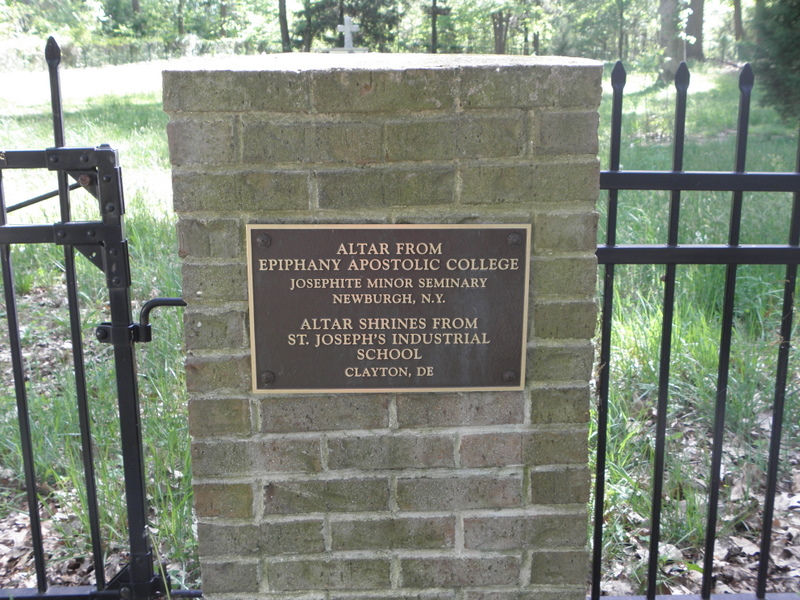 ALTAR FROM
EPIPHANY APOSTOLIC COLLEGE
JOSEPHITE MINOR SEMINARY
NEWBURGH, N.Y.
ALTAR SHRINES FROM
ST. JOSEPH'S INDUSTRIAL
SCHOOL
CLAYTON, DE